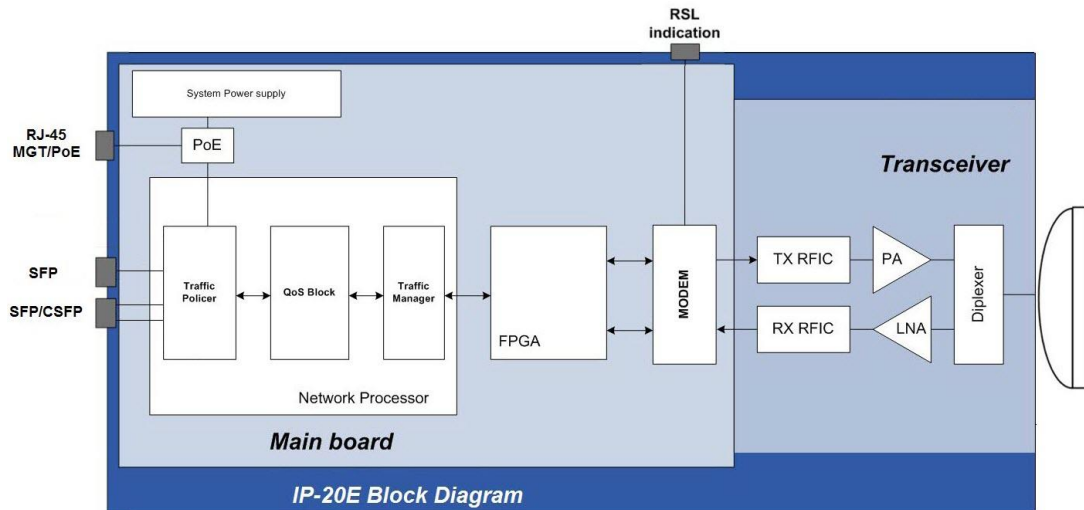 RSL
indication
System Power supply
RJ-45
MGT/PoE
PoE
Transceiver
SFP
SFP/CSFP
Traffic
Policer
QoS Block
Traffic
Manager
FPGA
MODEM
TX RFIC
PA
RX RFIC
LNA
Diplexer
Network Processor
Main board
IP-20E Block Diagram